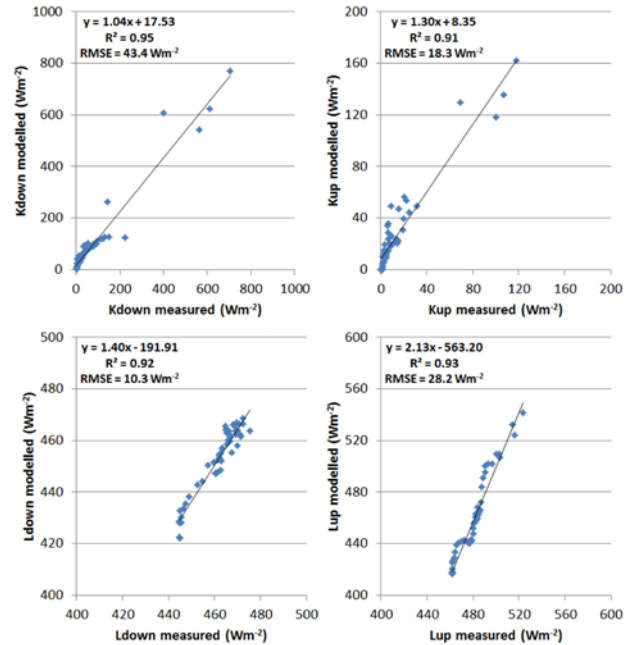 y = 1.04x + 17.53
R² = 0.95
RMSE = 43.4 Wm⁻²
Kdown modelled (Wm⁻²)
1000
800
600
400
200
0
0 200 400 600 800 1000
Kdown measured (Wm⁻²)
y = 1.30x + 8.35
R² = 0.91
RMSE = 18.3 Wm⁻²
Kup modelled (Wm⁻²)
200
160
120
80
40
0
0 40 80 120 160 200
Kup measured (Wm⁻²)
y = 1.40x - 191.91
R² = 0.92
RMSE = 10.3 Wm⁻²
Ldown modelled (Wm⁻²)
500
480
460
440
420
400
400 420 440 460 480 500
Ldown measured (Wm⁻²)
y = 2.13x - 563.20
R² = 0.93
RMSE = 28.2 Wm⁻²
Lup modelled (Wm⁻²)
600
560
520
480
440
400
400 440 480 520 560 600
Lup measured (Wm⁻²)